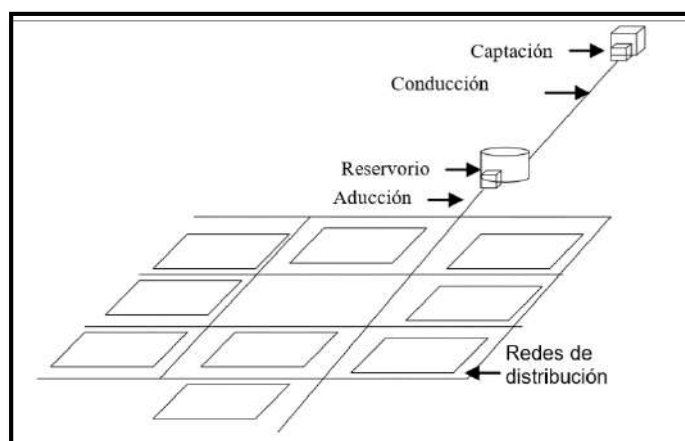 Captación
Conducción
Reservorio
Aducción
Redes de
distribución